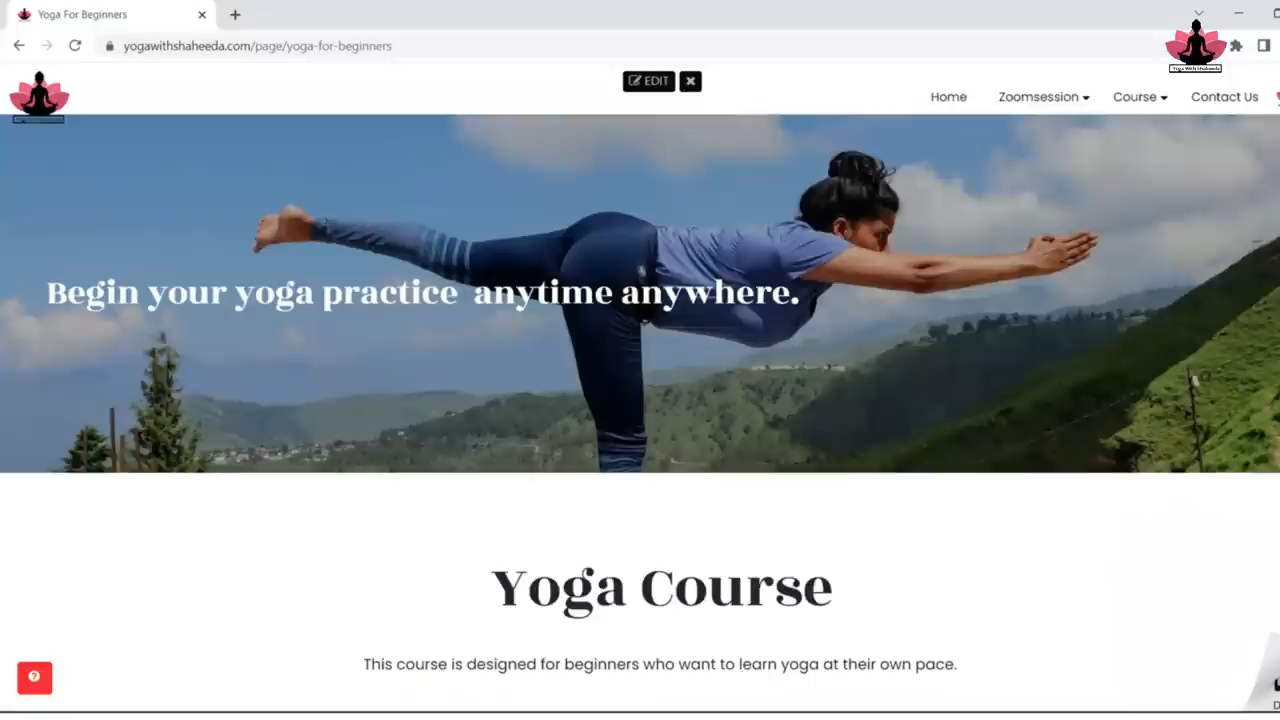 Yoga For Beginners
yogawithshaheeda.com/page/yoga-for-beginners
EDIT
Home Zoomsession Course Contact Us
Begin your yoga practice anytime anywhere.
Yoga Course
This course is designed for beginners who want to learn yoga at their own pace.